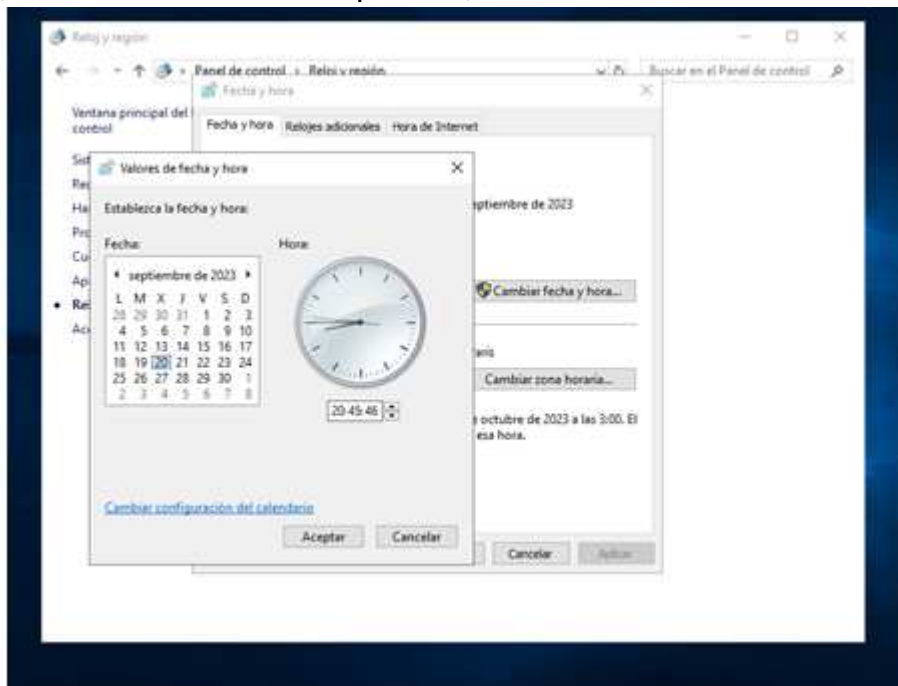 Reloj y región
Panel de control › Reloj y región
Buscar en el Panel de control
Fecha y hora
Ventana principal del
control
Fecha y hora Relojes adicionales Hora de Internet
Valores de fecha y hora
Establezca la fecha y hora:
eptiembre de 2023
Fecha: Hora:
septiembre de 2023
L M X J V S D
28 29 30 31 1 2 3
4 5 6 7 8 9 10
11 12 13 14 15 16 17
18 19 20 21 22 23 24
25 26 27 28 29 30 1
2 3 4 5 6 7 8
20:45:46
Cambiar fecha y hora...
Cambiar zona horaria...
octubre de 2023 a las 3:00. El
esa hora.
Cambiar configuración del calendario
Aceptar Cancelar
Cancelar Aplicar